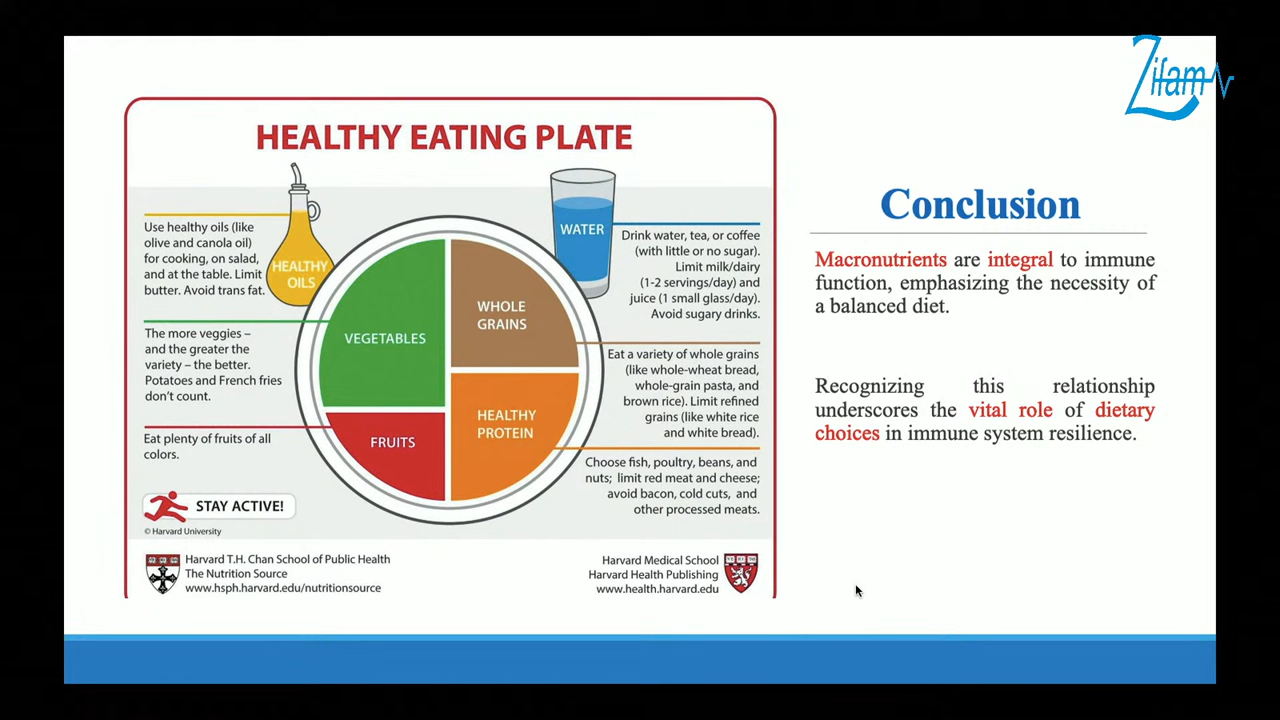 Zifam
HEALTHY EATING PLATE
Use healthy oils (like
olive and canola oil)
for cooking, on salad,
and at the table. Limit
butter. Avoid trans fat.
HEALTHY
OILS
The more veggies –
and the greater the
variety – the better.
Potatoes and French fries
don't count.
Eat plenty of fruits of all
colors.
STAY ACTIVE!
© Harvard University
VEGETABLES
FRUITS
WHOLE
GRAINS
HEALTHY
PROTEIN
WATER
Drink water, tea, or coffee
(with little or no sugar).
Limit milk/dairy
(1-2 servings/day) and
juice (1 small glass/day).
Avoid sugary drinks.
Eat a variety of whole grains
(like whole-wheat bread,
whole-grain pasta, and
brown rice). Limit refined
grains (like white rice
and white bread).
Choose fish, poultry, beans, and
nuts; limit red meat and cheese;
avoid bacon, cold cuts, and
other processed meats.
Harvard T.H. Chan School of Public Health
The Nutrition Source
www.hsph.harvard.edu/nutritionsource
Harvard Medical School
Harvard Health Publishing
www.health.harvard.edu
Conclusion
Macronutrients are integral to immune
function, emphasizing the necessity of
a balanced diet.
Recognizing this relationship
underscores the vital role of dietary
choices in immune system resilience.